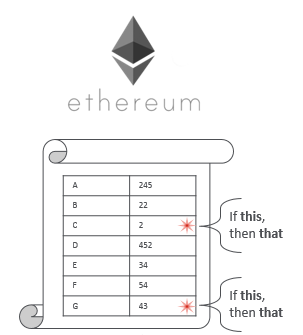 ethereum
A 245
B 22
C 2
D 452
E 34
F 54
G 43
If this,
then that
If this,
then that